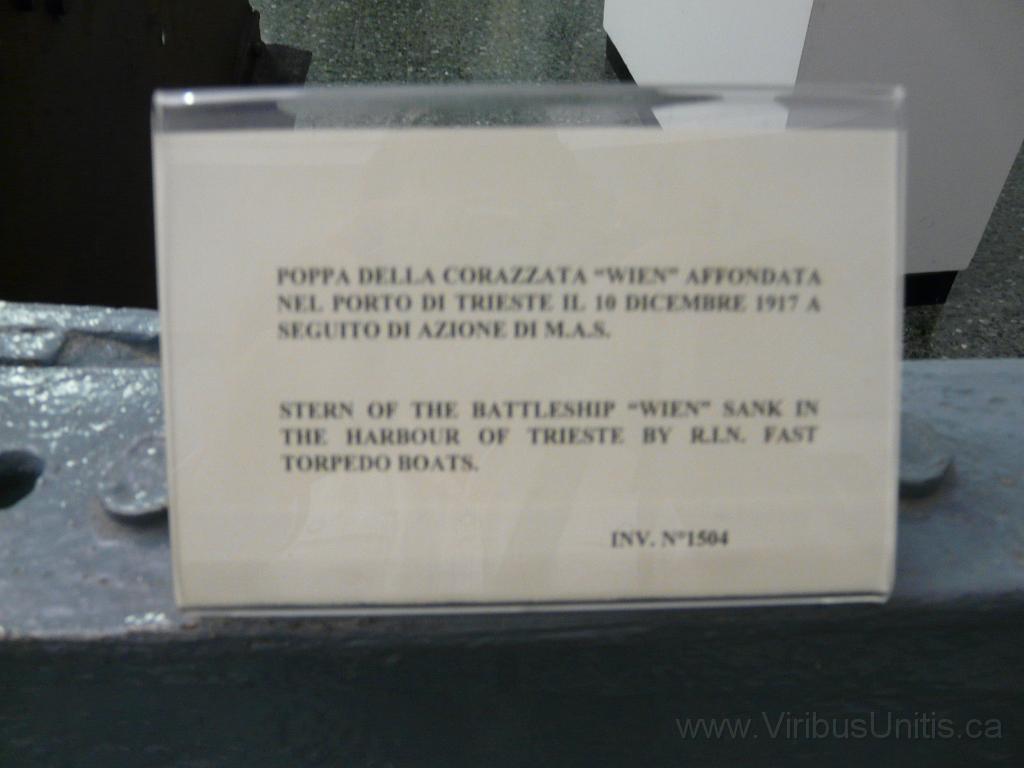 POPPA DELLA CORAZZATA “WIEN” AFFONDATA
NEL PORTO DI TRIESTE IL 10 DICEMBRE 1917 A
SEGUITO DI AZIONE DI M.A.S.
STERN OF THE BATTLESHIP “WIEN” SANK IN
THE HARBOUR OF TRIESTE BY R.I.N. FAST
TORPEDO BOATS.
INV. N°1504
www.ViribusUnitis.ca